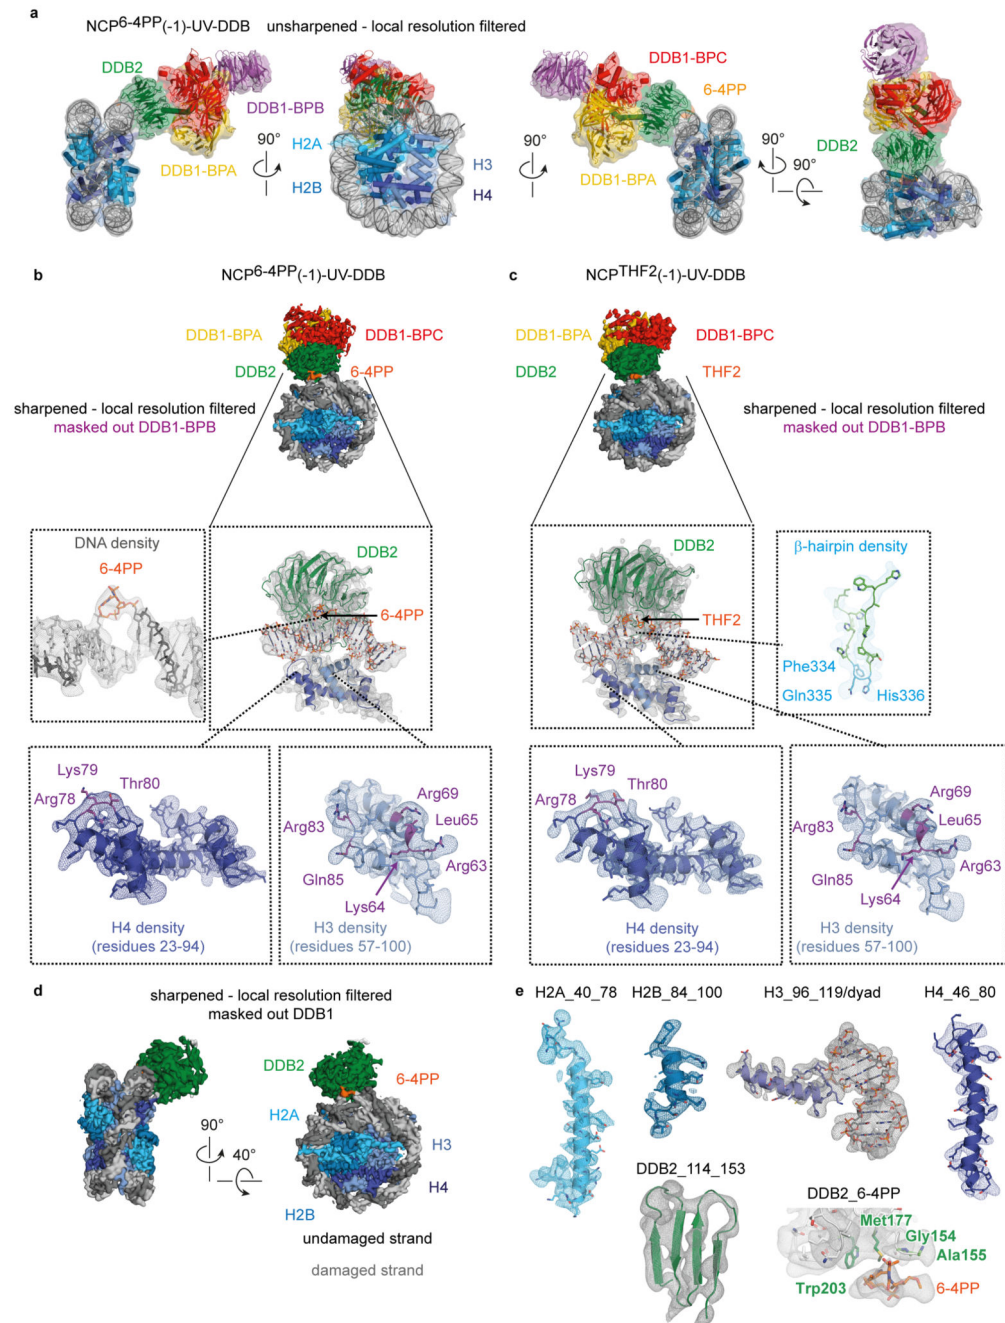 a
NCP6-4PP(-1)-UV-DDB unsharpened - local resolution filtered
DDB2
DDB1-BPB
DDB1-BPA
90°
H2A
H2B
H3
H4
90°
DDB1-BPC
6-4PP
DDB1-BPA
90°
90°
DDB2
b
NCP6-4PP(-1)-UV-DDB
DDB1-BPA
DDB1-BPC
DDB2
6-4PP
sharpened - local resolution filtered
masked out DDB1-BPB
DNA density
6-4PP
DDB2
6-4PP
Lys79
Thr80
Arg78
H4 density
(residues 23-94)
Arg69
Arg83
Leu65
Gln85
Arg63
Lys64
H3 density
(residues 57-100)
c
NCPTHF2(-1)-UV-DDB
DDB1-BPA
DDB1-BPC
DDB2
THF2
sharpened - local resolution filtered
masked out DDB1-BPB
DDB2
THF2
β-hairpin density
Phe334
Gln335
His336
Lys79
Thr80
Arg78
H4 density
(residues 23-94)
Arg69
Arg83
Leu65
Gln85
Arg63
Lys64
H3 density
(residues 57-100)
d
sharpened - local resolution filtered
masked out DDB1
DDB2
6-4PP
H2A
90°
40°
H3
H4
H2B
undamaged strand
damaged strand
e
H2A_40_78
H2B_84_100
H3_96_119/dyad
H4_46_80
DDB2_114_153
DDB2_6-4PP
Met177
Gly154
Ala155
Trp203
6-4PP